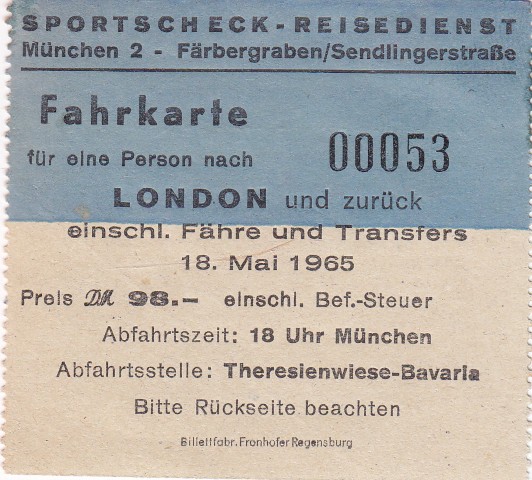 SPORTSCHECK-REISEDIENST
München 2 - Färbergraben/Sendlingerstraße
Fahrkarte
für eine Person nach 00053
LONDON und zurück
einschl. Fähre und Transfers
18. Mai 1965
Preis DM 98.- einschl. Bef.-Steuer
Abfahrtszeit: 18 Uhr München
Abfahrtsstelle: Theresienwiese-Bavaria
Bitte Rückseite beachten
Billettfabr. Fronhofer Regensburg